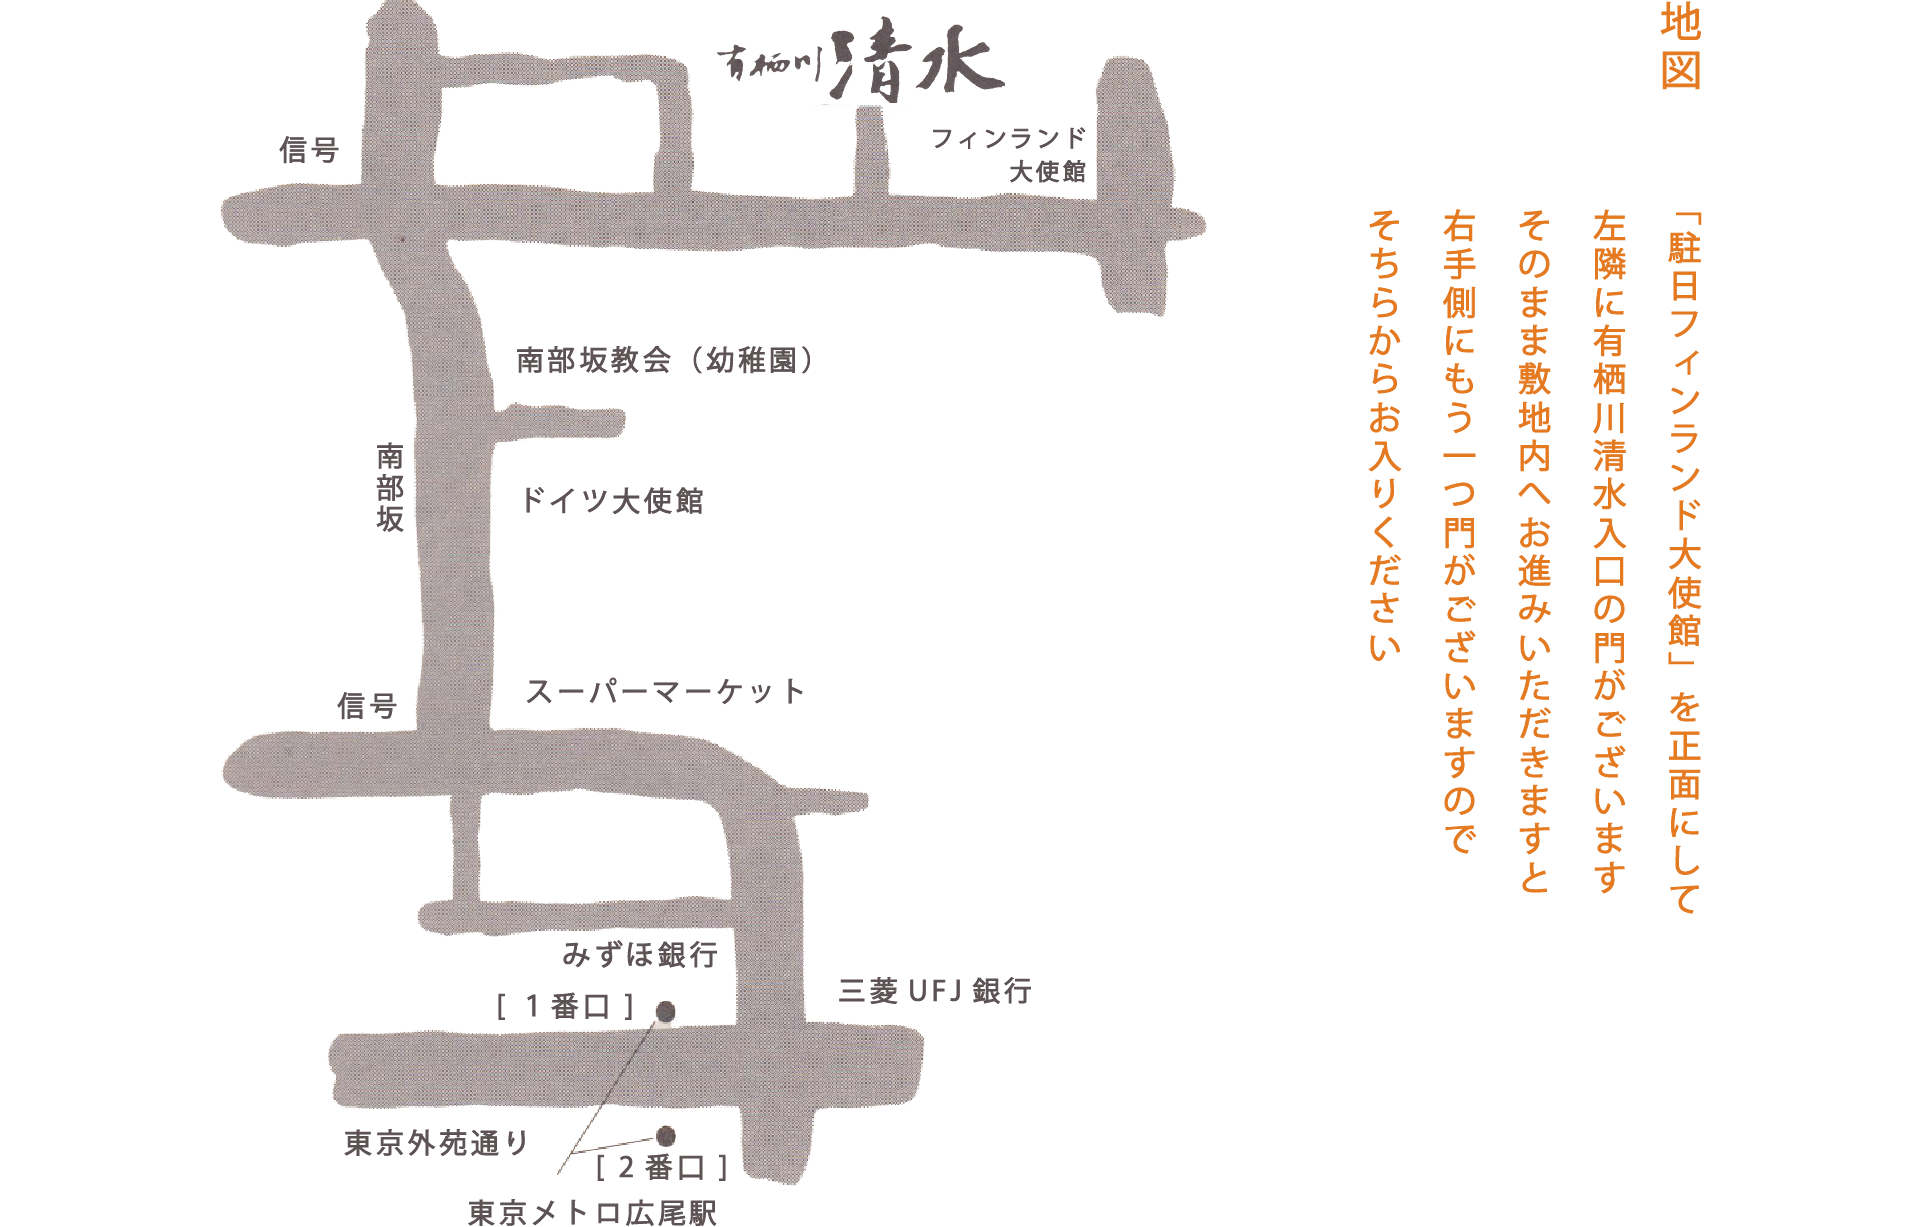 地図
「駐日フィンランド大使館」を正面にして
左隣に有栖川清水入口の門がございます
そのまま敷地内へお進みいただきますと
右手側にもう一つ門がございますので
そちらからお入りください
有栖川清水
フィンランド
大使館
信号
南部坂教会（幼稚園）
南部坂
ドイツ大使館
スーパーマーケット
信号
みずほ銀行
三菱UFJ銀行
[ 1番口 ]
東京外苑通り
[ 2番口 ]
東京メトロ広尾駅